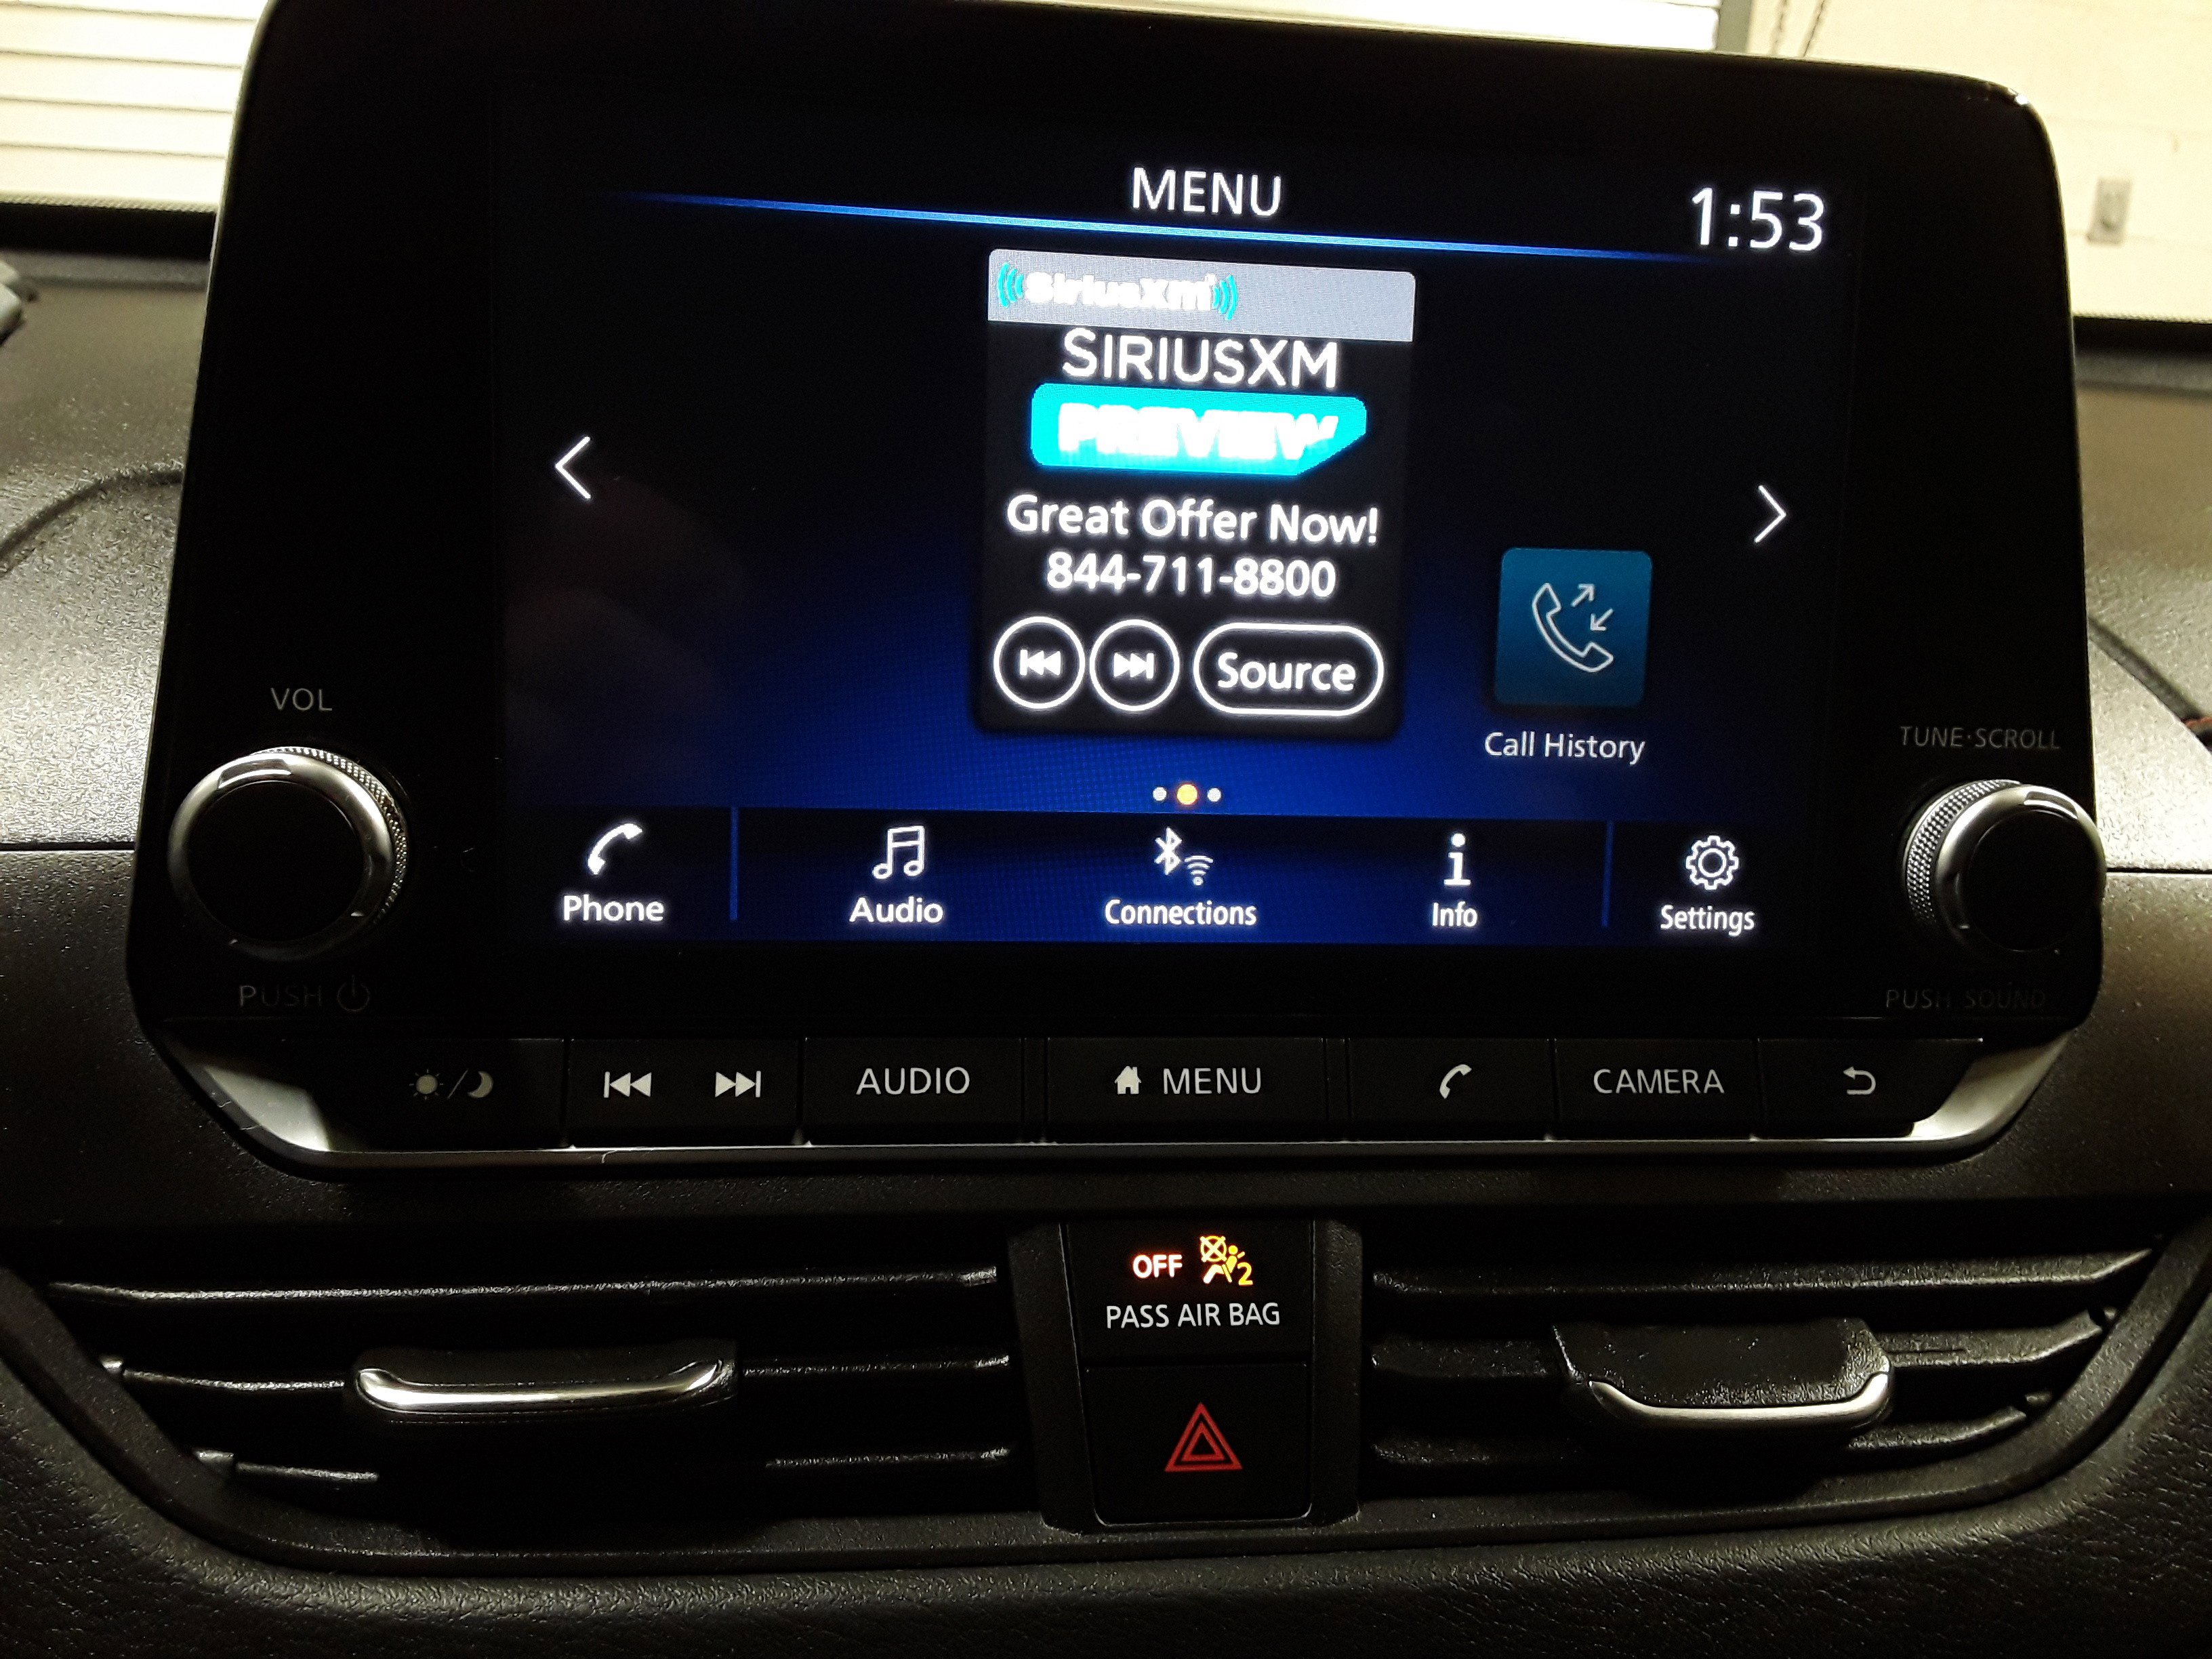 MENU
1:53
SiriusXM
SIRIUSXM
PREVIEW
Great Offer Now!
844-711-8800
Source
Call History
VOL
TUNE·SCROLL
Phone
Audio
Connections
Info
Settings
PUSH
PUSH SOUND
AUDIO
MENU
CAMERA
OFF 2
PASS AIR BAG